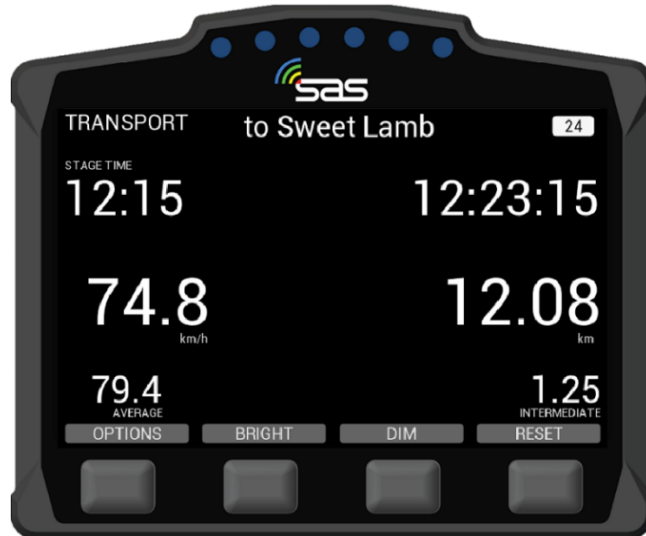 sas
TRANSPORT to Sweet Lamb 24
STAGE TIME
12:15 12:23:15
74.8 12.08
km/h km
79.4 1.25
AVERAGE INTERMEDIATE
OPTIONS BRIGHT DIM RESET